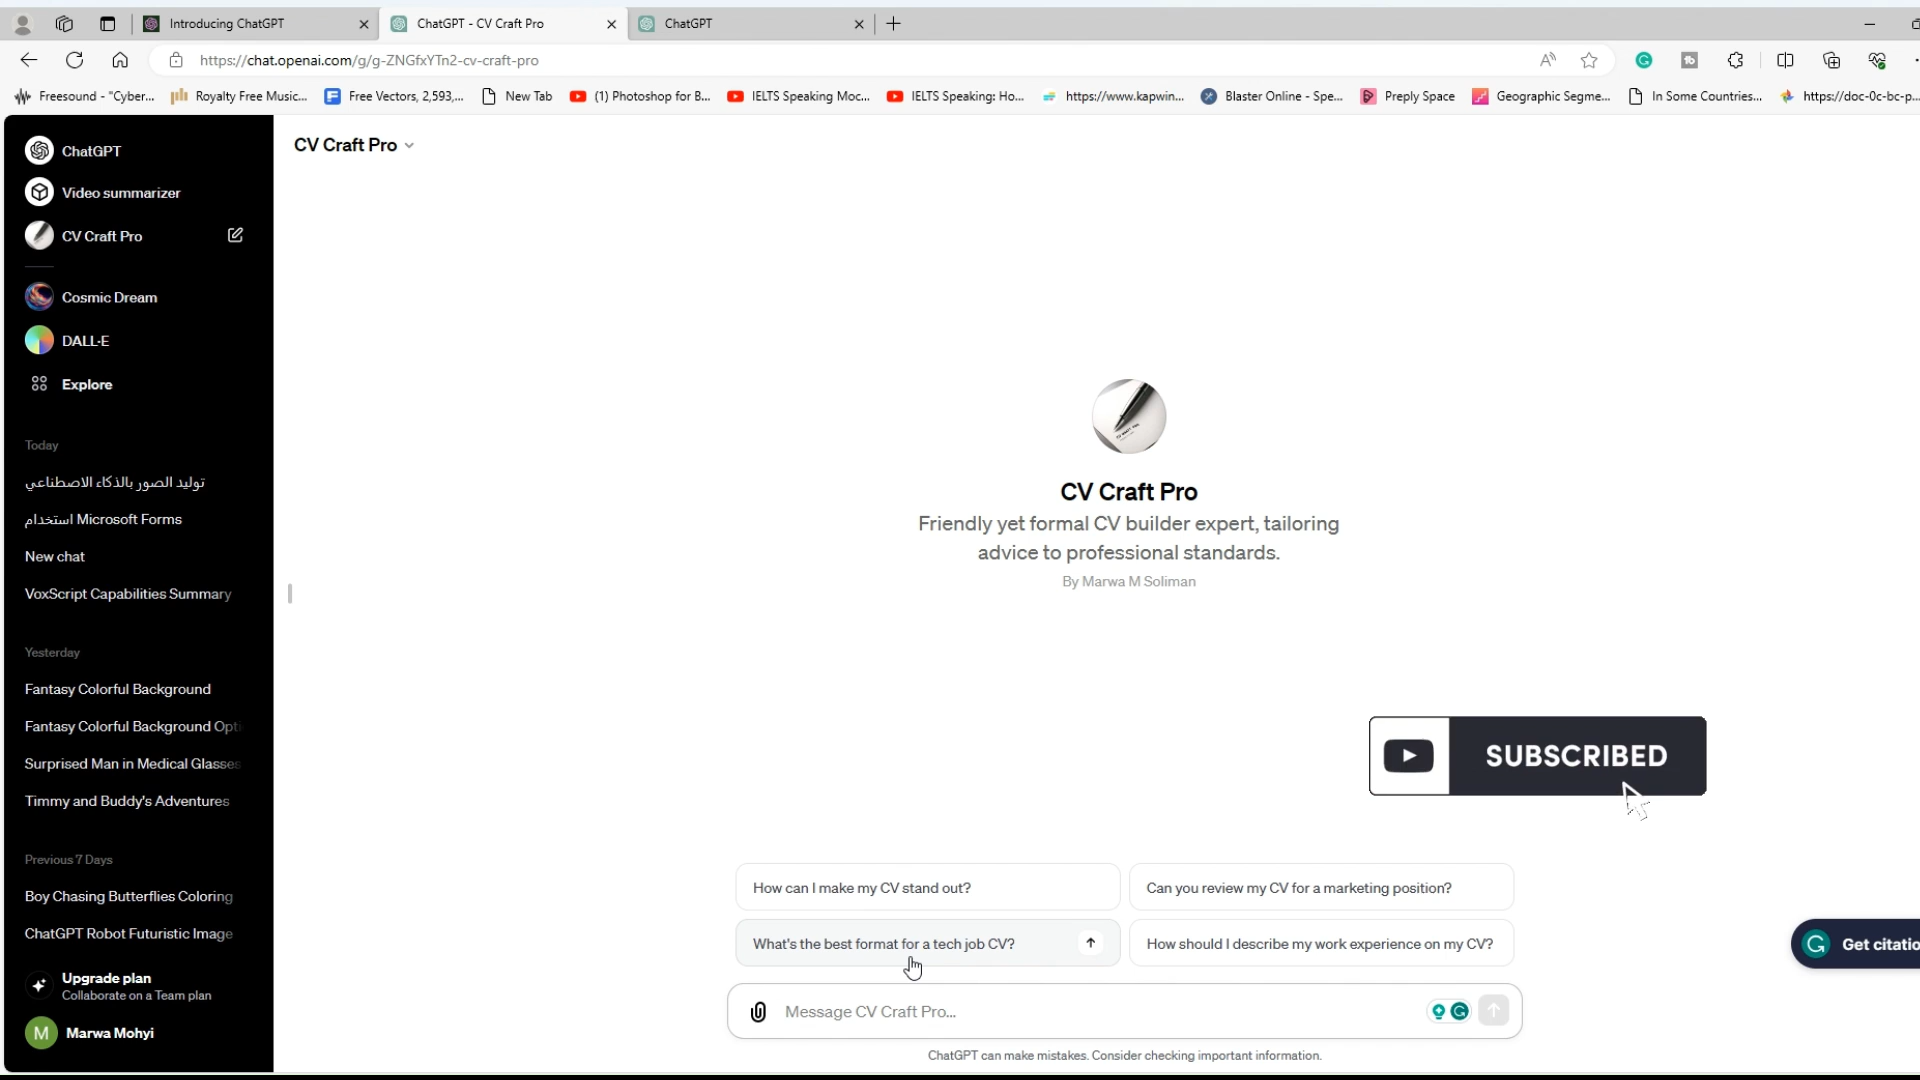 Introducing ChatGPT
ChatGPT - CV Craft Pro
ChatGPT
https://chat.openai.com/g/g-ZNGfxYTn2-cv-craft-pro
Freesound - "Cyber...
Royalty Free Music...
Free Vectors, 2,593,...
New Tab
(1) Photoshop for B...
IELTS Speaking Moc...
IELTS Speaking: Ho...
https://www.kapwin...
Blaster Online - Spe...
Preply Space
Geographic Segme...
In Some Countries...
https://doc-0c-bc-p...
ChatGPT
Video summarizer
CV Craft Pro
Cosmic Dream
DALL·E
Explore
Today
توليد الصور بالذكاء الاصطناعي
استخدام Microsoft Forms
New chat
VoxScript Capabilities Summary
Yesterday
Fantasy Colorful Background
Fantasy Colorful Background Opti
Surprised Man in Medical Glasses
Timmy and Buddy's Adventures
Previous 7 Days
Boy Chasing Butterflies Coloring
ChatGPT Robot Futuristic Image
Upgrade plan
Collaborate on a Team plan
M
Marwa Mohyi
CV Craft Pro
CV Craft Pro
Friendly yet formal CV builder expert, tailoring
advice to professional standards.
By Marwa M Soliman
SUBSCRIBED
How can I make my CV stand out?
Can you review my CV for a marketing position?
What's the best format for a tech job CV?
How should I describe my work experience on my CV?
Get citatio
Message CV Craft Pro...
ChatGPT can make mistakes. Consider checking important information.